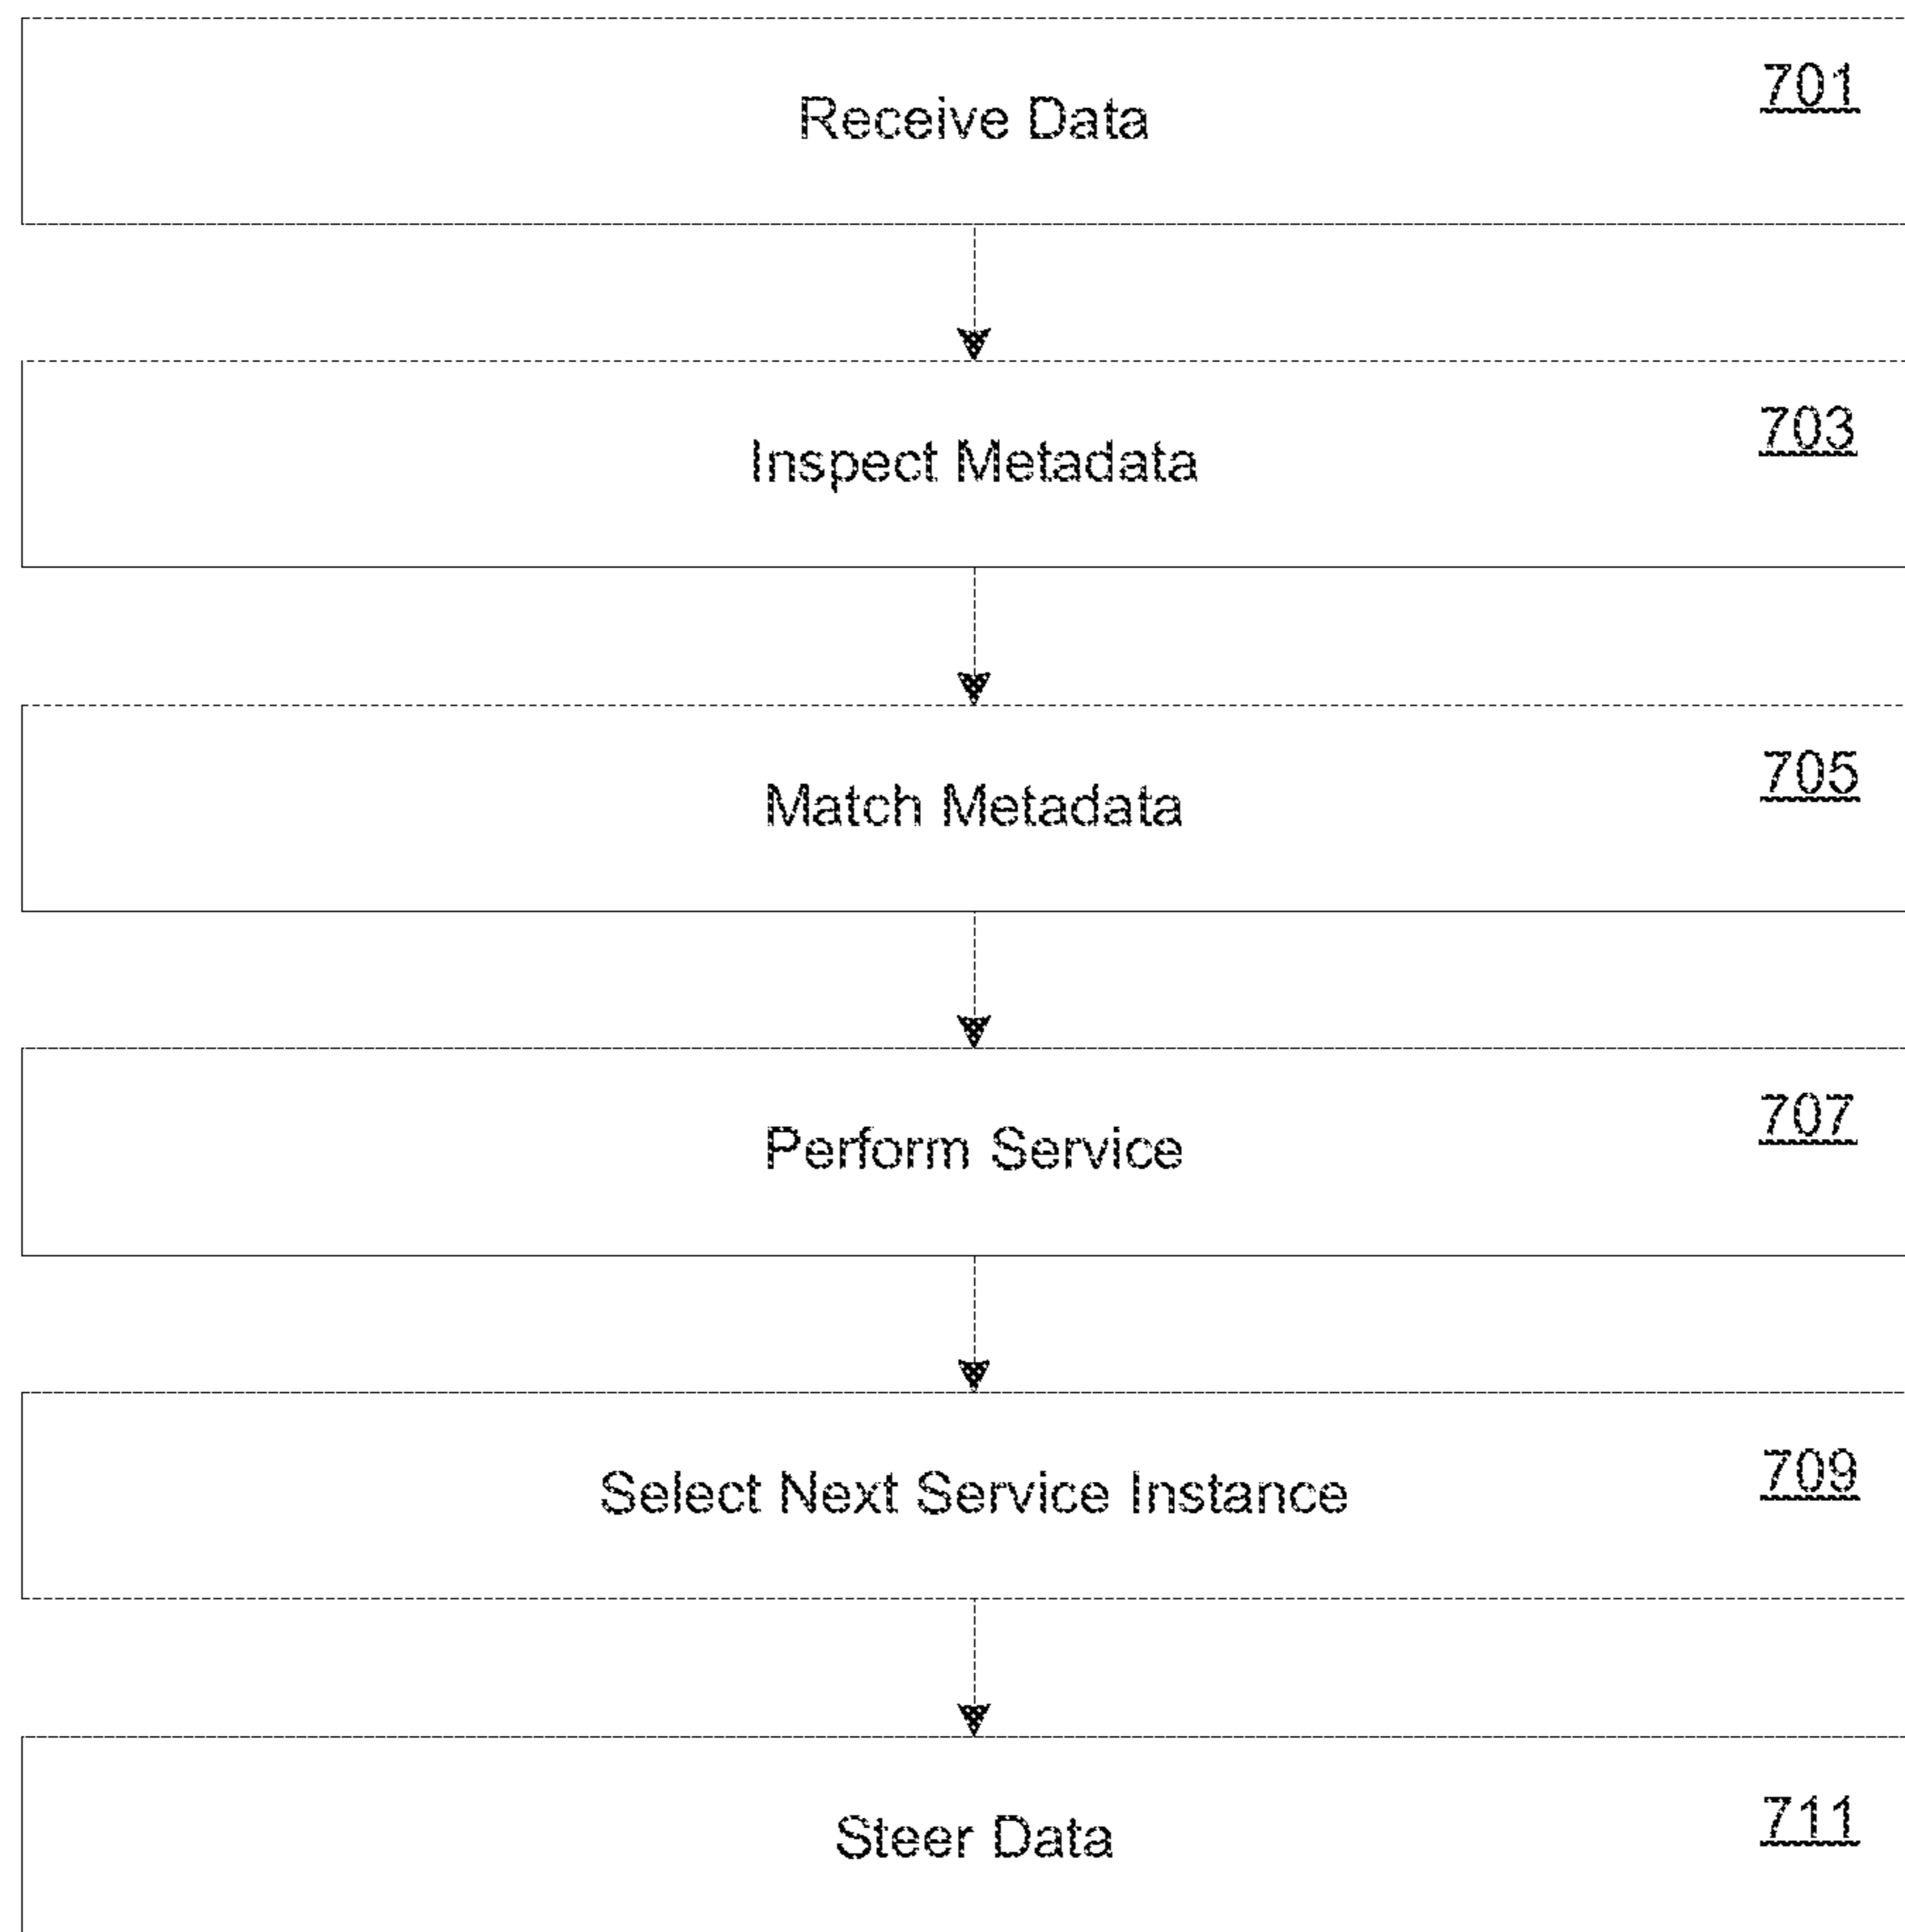 701
Receive Data
703
Inspect Metadata
705
Match Metadata
707
Perform Service
709
Select Next Service Instance
711
Steer Data